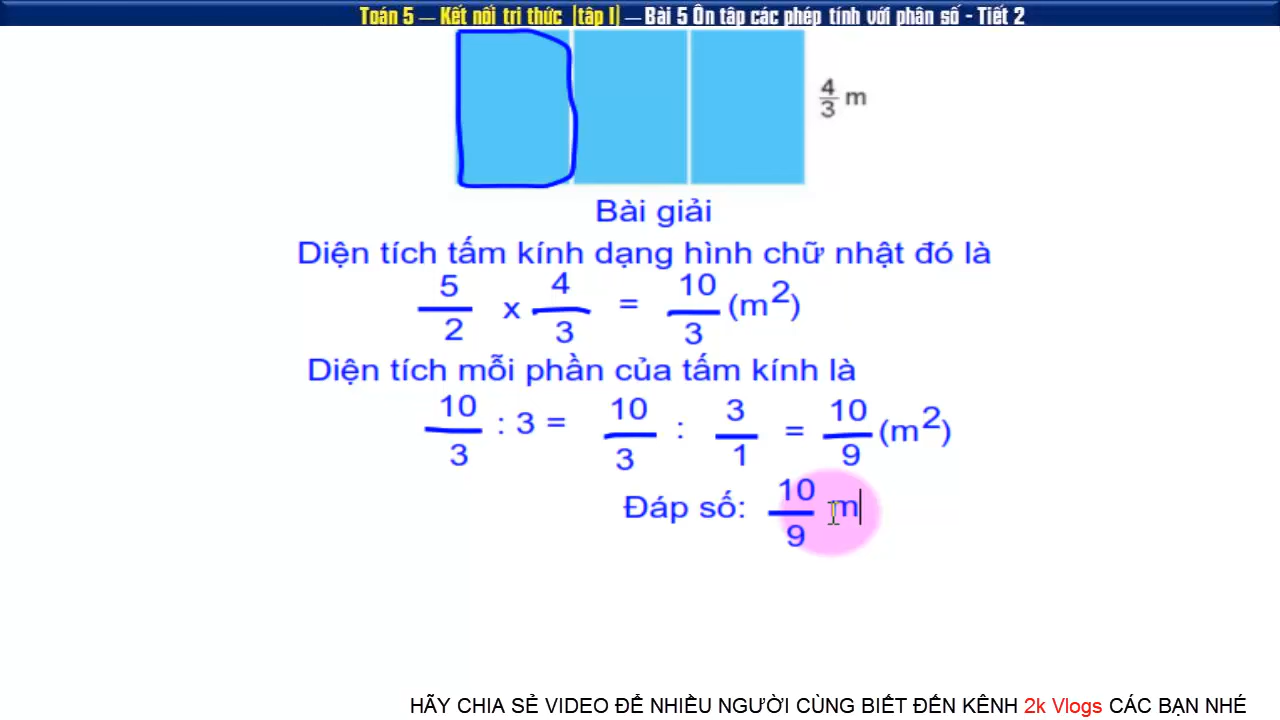 Toán 5 – Kết nối tri thức [tập 1] – Bài 5 Ôn tập các phép tính với phân số - Tiết 2
4/3 m
Bài giải
Diện tích tấm kính dạng hình chữ nhật đó là
5/2 x 4/3 = 10/3 (m²)
Diện tích mỗi phần của tấm kính là
10/3 : 3 = 10/3 : 3/1 = 10/9 (m²)
Đáp số: 10/9 m
HÃY CHIA SẺ VIDEO ĐỂ NHIỀU NGƯỜI CÙNG BIẾT ĐẾN KÊNH 2k Vlogs CÁC BẠN NHÉ